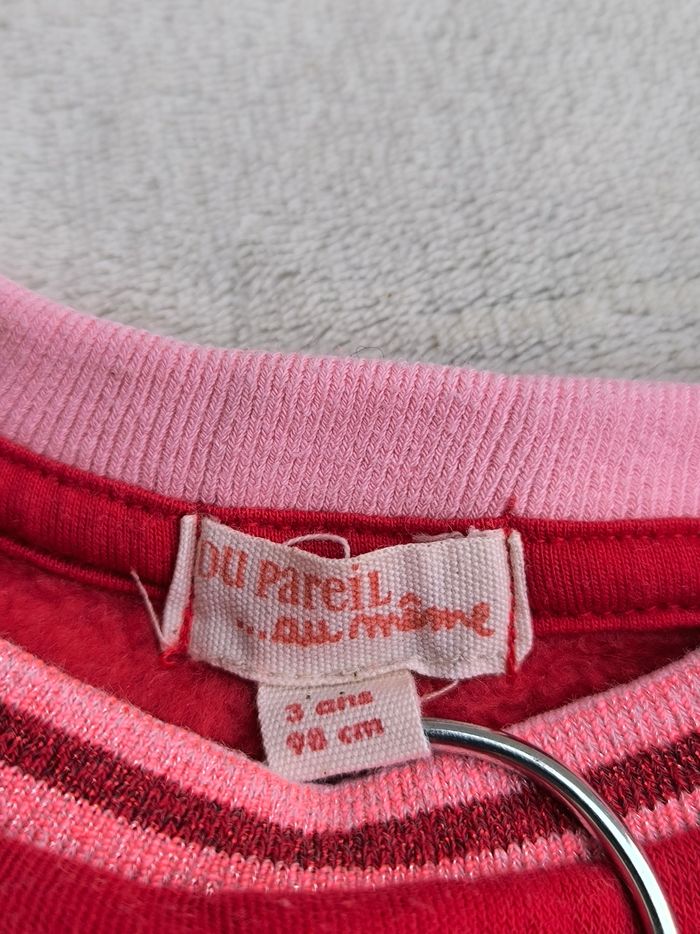 DU PareiL
...au même
3 ans
98 cm